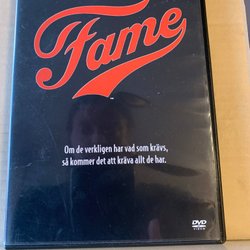 Fame
Om de verkligen har vad som krävs,
så kommer det att kräva allt de har.
DVD
VIDEO